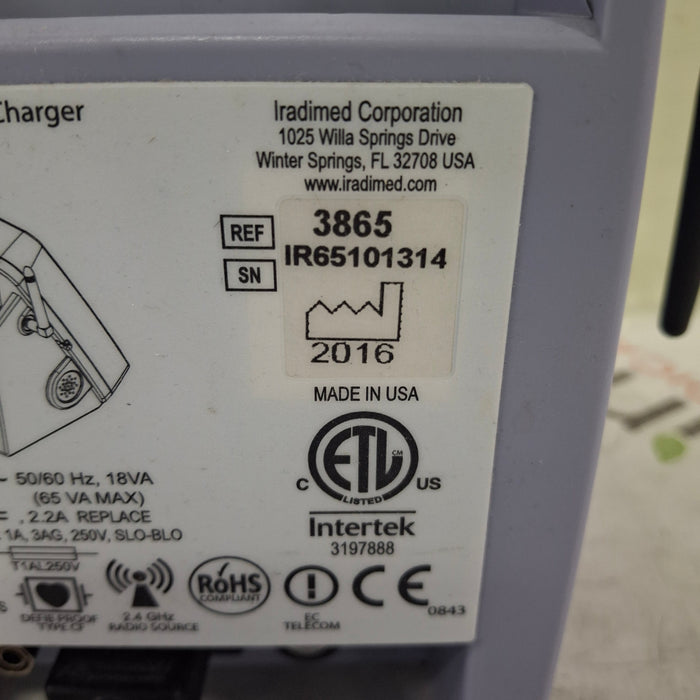 Charger
Iradimed Corporation
1025 Willa Springs Drive
Winter Springs, FL 32708 USA
www.iradimed.com
REF 3865
SN IR65101314
2016
MADE IN USA
ETL CM
C LISTED US
Intertek
3197888
~ 50/60 Hz, 18VA
(65 VA MAX)
2.2A REPLACE
1A, 3AG, 250V, SLO-BLO
T1AL250V
DEFIB PROOF
TYPE CF
2.4 GHz
RADIO SOURCE
RoHS
COMPLIANT
EC
TELECOM
CE
0843